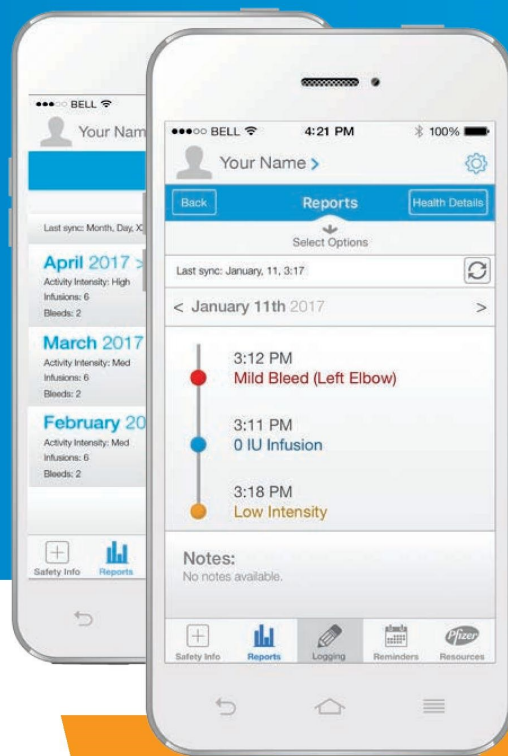 BELL
Your Nam
Last sync: Month, Day, X
April 2017 >
Activity Intensity: High
Infusions: 6
Bleeds: 2
March 2017
Activity Intensity: Med
Infusions: 6
Bleeds: 2
February 20
Activity Intensity: Med
Infusions: 6
Bleeds: 2
Safety Info
Reports
BELL 4:21 PM 100%
Your Name >
Back Reports Health Details
Select Options
Last sync: January, 11, 3:17
< January 11th 2017 >
3:12 PM
Mild Bleed (Left Elbow)
3:11 PM
0 IU Infusion
3:18 PM
Low Intensity
Notes:
No notes available.
Pfizer
Safety Info Reports Logging Reminders Resources